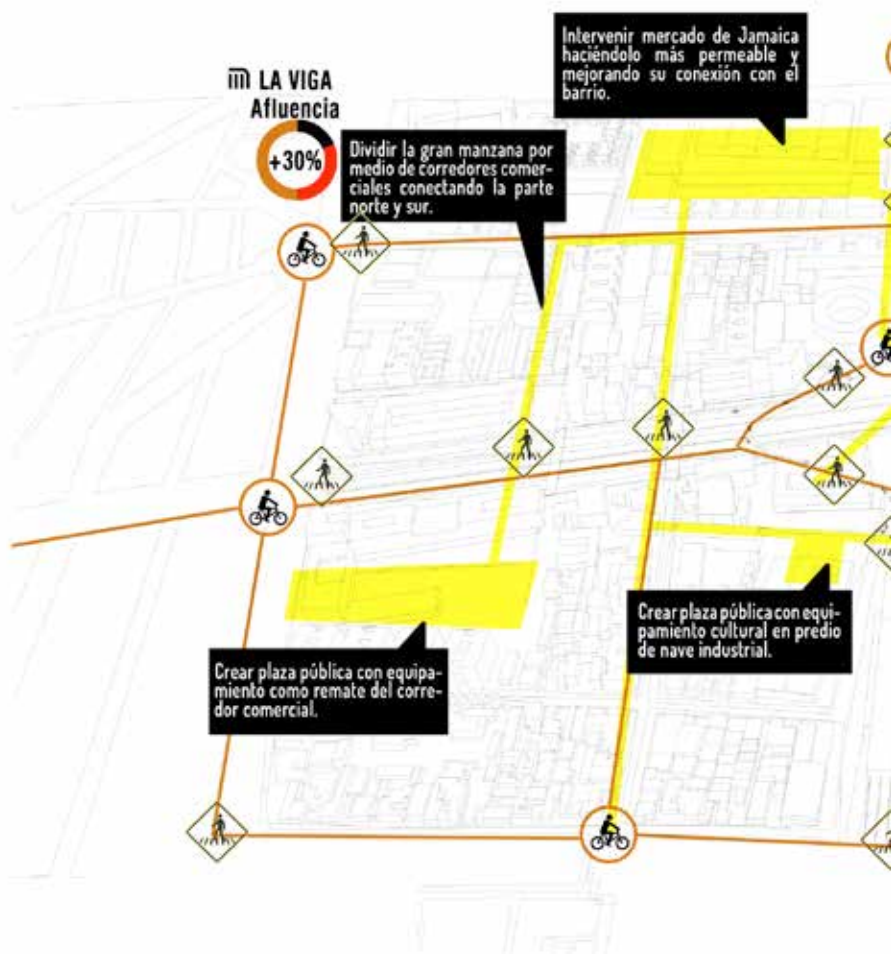 Intervenir mercado de Jamaica
haciéndolo más permeable y
mejorando su conexión con el
barrio.
LA VIGA
Afluencia
+30%
Dividir la gran manzana por
medio de corredores comer-
ciales conectando la parte
norte y sur.
Crear plaza pública con equi-
pamiento cultural en predio
de nave industrial.
Crear plaza pública con equipa-
miento como remate del corre-
dor comercial.